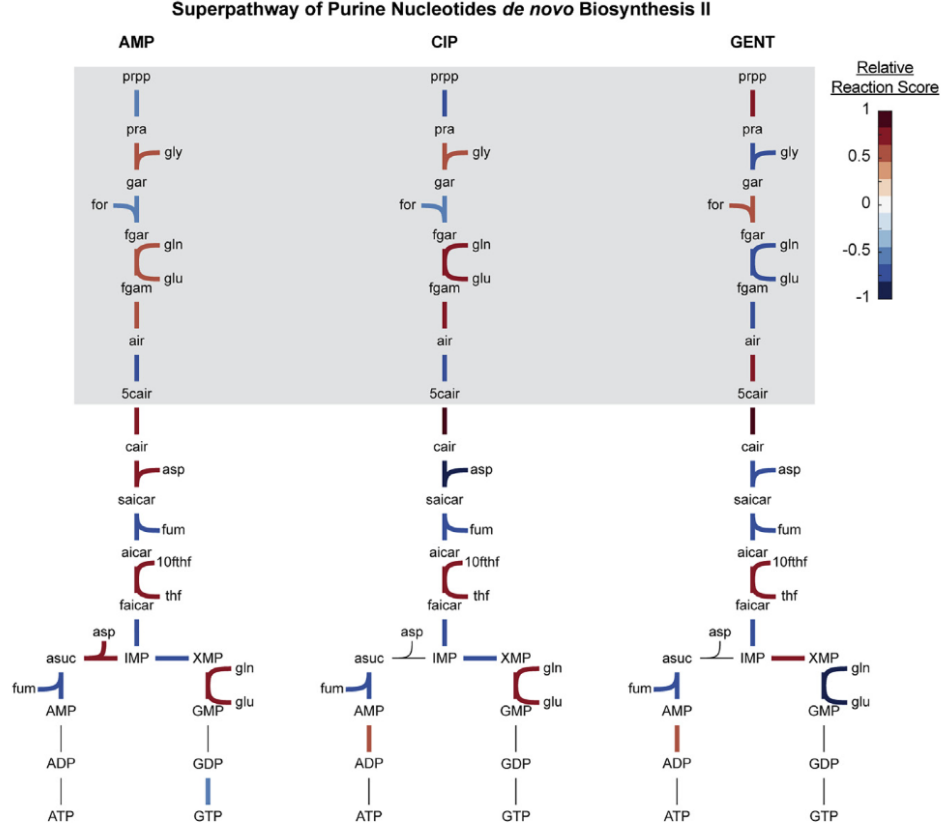 Superpathway of Purine Nucleotides de novo Biosynthesis II
AMP CIP GENT
Relative
Reaction Score
1
0.5
0
-0.5
-1
prpp
pra
gly
gar
for
fgar
gln
glu
fgam
air
5cair
cair
asp
saicar
fum
aicar
10fthf
thf
faicar
asp
asuc IMP XMP
gln
fum
glu
AMP GMP
ADP GDP
ATP GTP
prpp
pra
gly
gar
for
fgar
gln
glu
fgam
air
5cair
cair
asp
saicar
fum
aicar
10fthf
thf
faicar
asp
asuc IMP XMP
gln
fum
glu
AMP GMP
ADP GDP
ATP GTP
prpp
pra
gly
gar
for
fgar
gln
glu
fgam
air
5cair
cair
asp
saicar
fum
aicar
10fthf
thf
faicar
asp
asuc IMP XMP
gln
fum
glu
AMP GMP
ADP GDP
ATP GTP